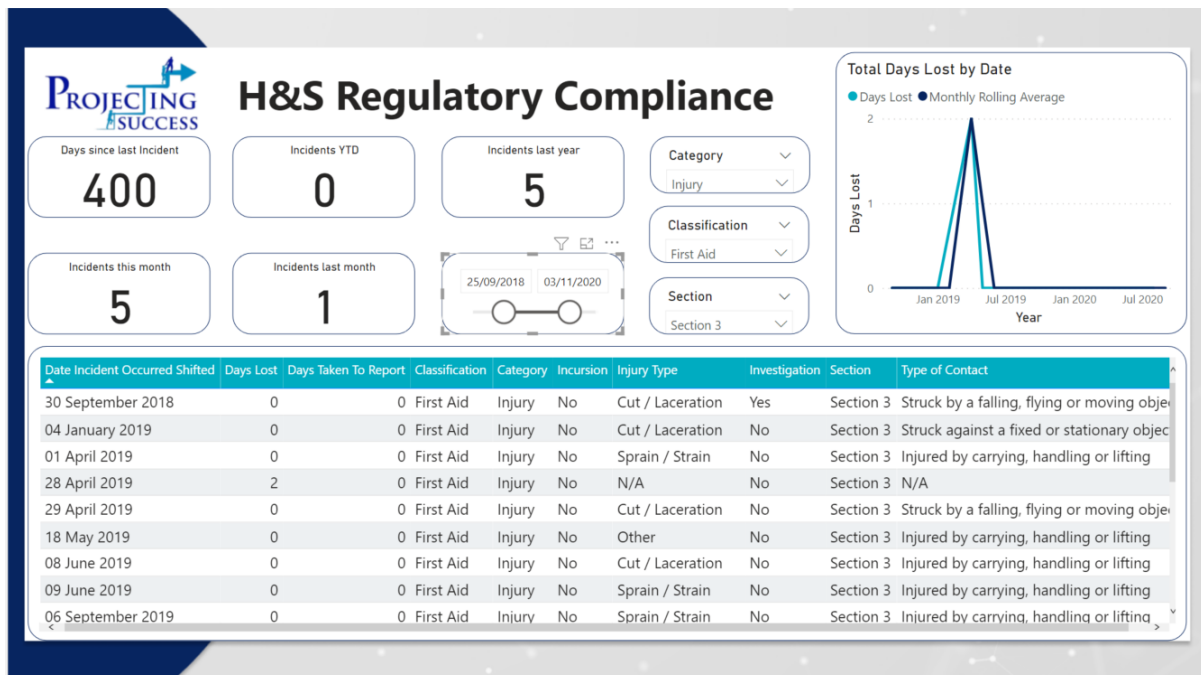 PROJECTING
SUCCESS
H&S Regulatory Compliance
Days since last Incident
400
Incidents YTD
0
Incidents last year
5
Incidents this month
5
Incidents last month
1
25/09/2018 03/11/2020
Category
Injury
Classification
First Aid
Section
Section 3
Total Days Lost by Date
Days Lost Monthly Rolling Average
2
1
0
Days Lost
Jan 2019 Jul 2019 Jan 2020 Jul 2020
Year
Date Incident Occurred Shifted Days Lost Days Taken To Report Classification Category Incursion Injury Type Investigation Section Type of Contact
30 September 2018 0 0 First Aid Injury No Cut / Laceration Yes Section 3 Struck by a falling, flying or moving obje
04 January 2019 0 0 First Aid Injury No Cut / Laceration No Section 3 Struck against a fixed or stationary objec
01 April 2019 0 0 First Aid Injury No Sprain / Strain No Section 3 Injured by carrying, handling or lifting
28 April 2019 2 0 First Aid Injury No N/A No Section 3 N/A
29 April 2019 0 0 First Aid Injury No Cut / Laceration No Section 3 Struck by a falling, flying or moving obje
18 May 2019 0 0 First Aid Injury No Other No Section 3 Injured by carrying, handling or lifting
08 June 2019 0 0 First Aid Injury No Cut / Laceration No Section 3 Injured by carrying, handling or lifting
09 June 2019 0 0 First Aid Injury No Sprain / Strain No Section 3 Injured by carrying, handling or lifting
06 September 2019 0 0 First Aid Injury No Sprain / Strain No Section 3 Injured by carrying, handling or lifting